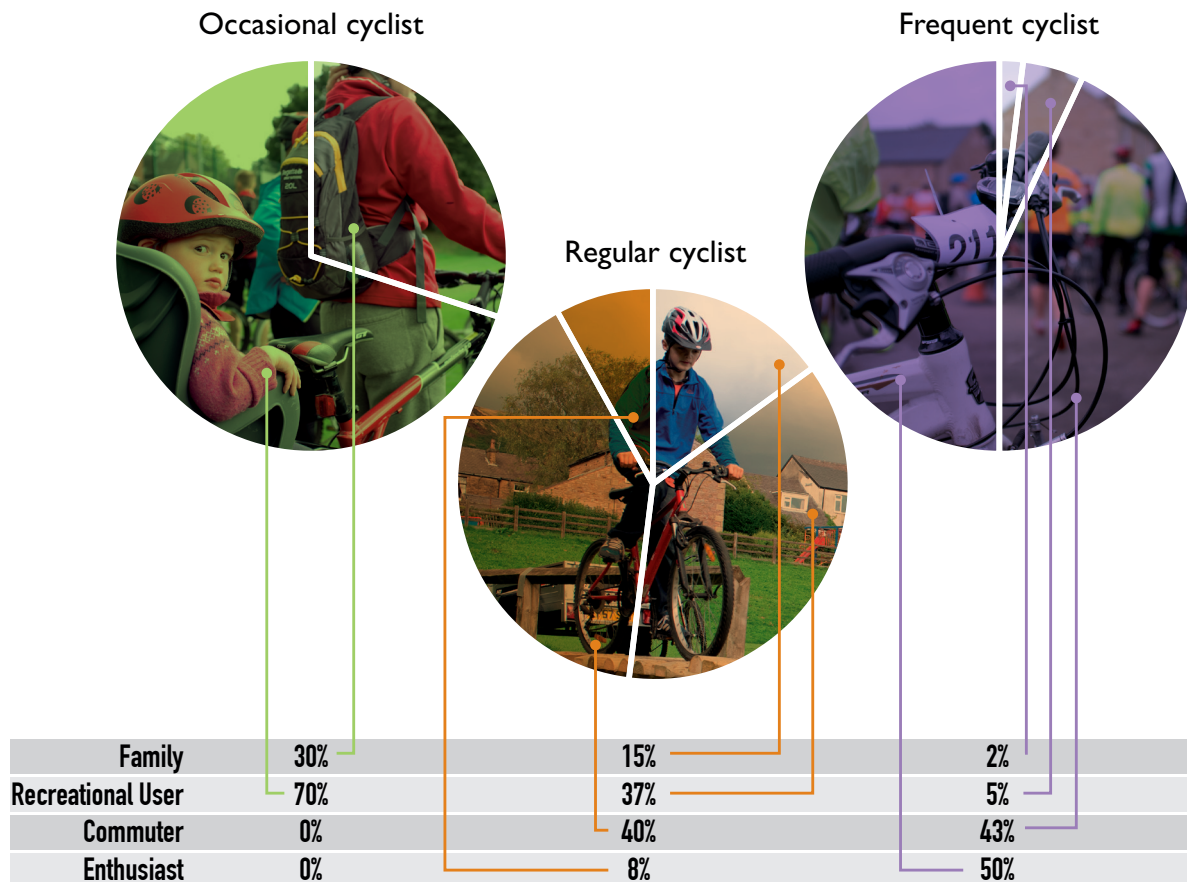 Occasional cyclist
Frequent cyclist
Regular cyclist
211
Family 30% 15% 2%
Recreational User 70% 37% 5%
Commuter 0% 40% 43%
Enthusiast 0% 8% 50%